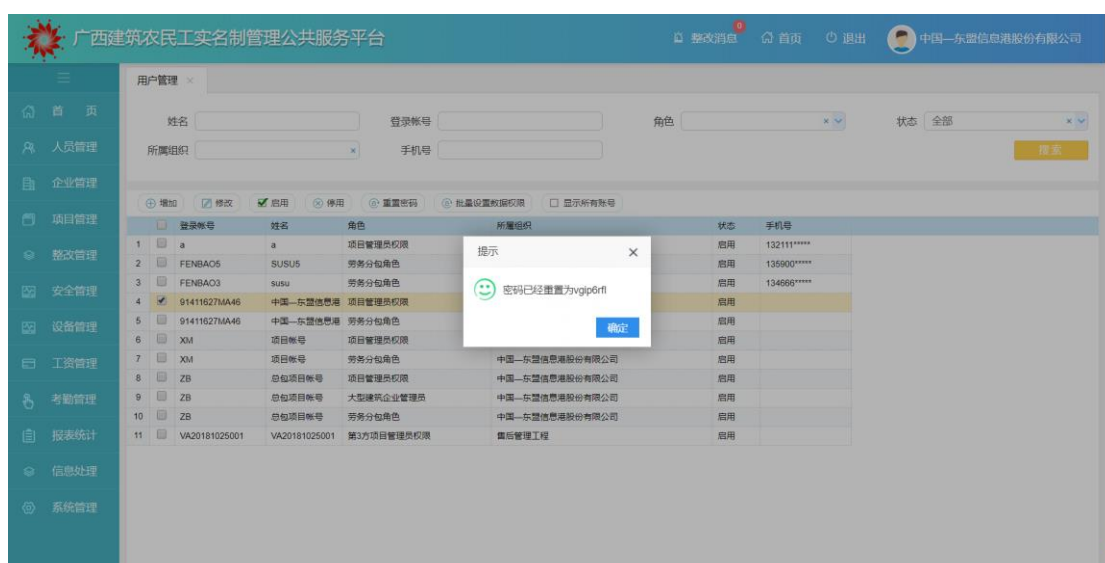 广西建筑农民工实名制管理公共服务平台
整改消息 0 首页 退出 中国—东盟信息港股份有限公司
首 页
人员管理
企业管理
项目管理
整改管理
安全管理
设备管理
工资管理
考勤管理
报表统计
信息处理
系统管理
用户管理 ×
姓名 登录帐号 角色 × 状态 全部 ×
所属组织 × 手机号 搜索
增加 修改 启用 停用 重置密码 批量设置数据权限 显示所有账号
登录帐号 姓名 角色 所属组织 状态 手机号
1 a a 项目管理员权限 启用 132111*****
2 FENBAO5 SUSU5 劳务分包角色 启用 135900*****
3 FENBAO3 susu 劳务分包角色 启用 134666*****
4 91411627MA46 中国—东盟信息港 项目管理员权限 启用
5 91411627MA46 中国—东盟信息港 劳务分包角色 启用
6 XM 项目帐号 项目管理员权限 启用
7 XM 项目帐号 劳务分包角色 中国—东盟信息港股份有限公司 启用
8 ZB 总包项目帐号 项目管理员权限 中国—东盟信息港股份有限公司 启用
9 ZB 总包项目帐号 大型建筑企业管理员 中国—东盟信息港股份有限公司 启用
10 ZB 总包项目帐号 劳务分包角色 中国—东盟信息港股份有限公司 启用
11 VA20181025001 VA20181025001 第3方项目管理员权限 售后管理工程 启用
提示 ×
密码已经重置为vgip6rfl
确定